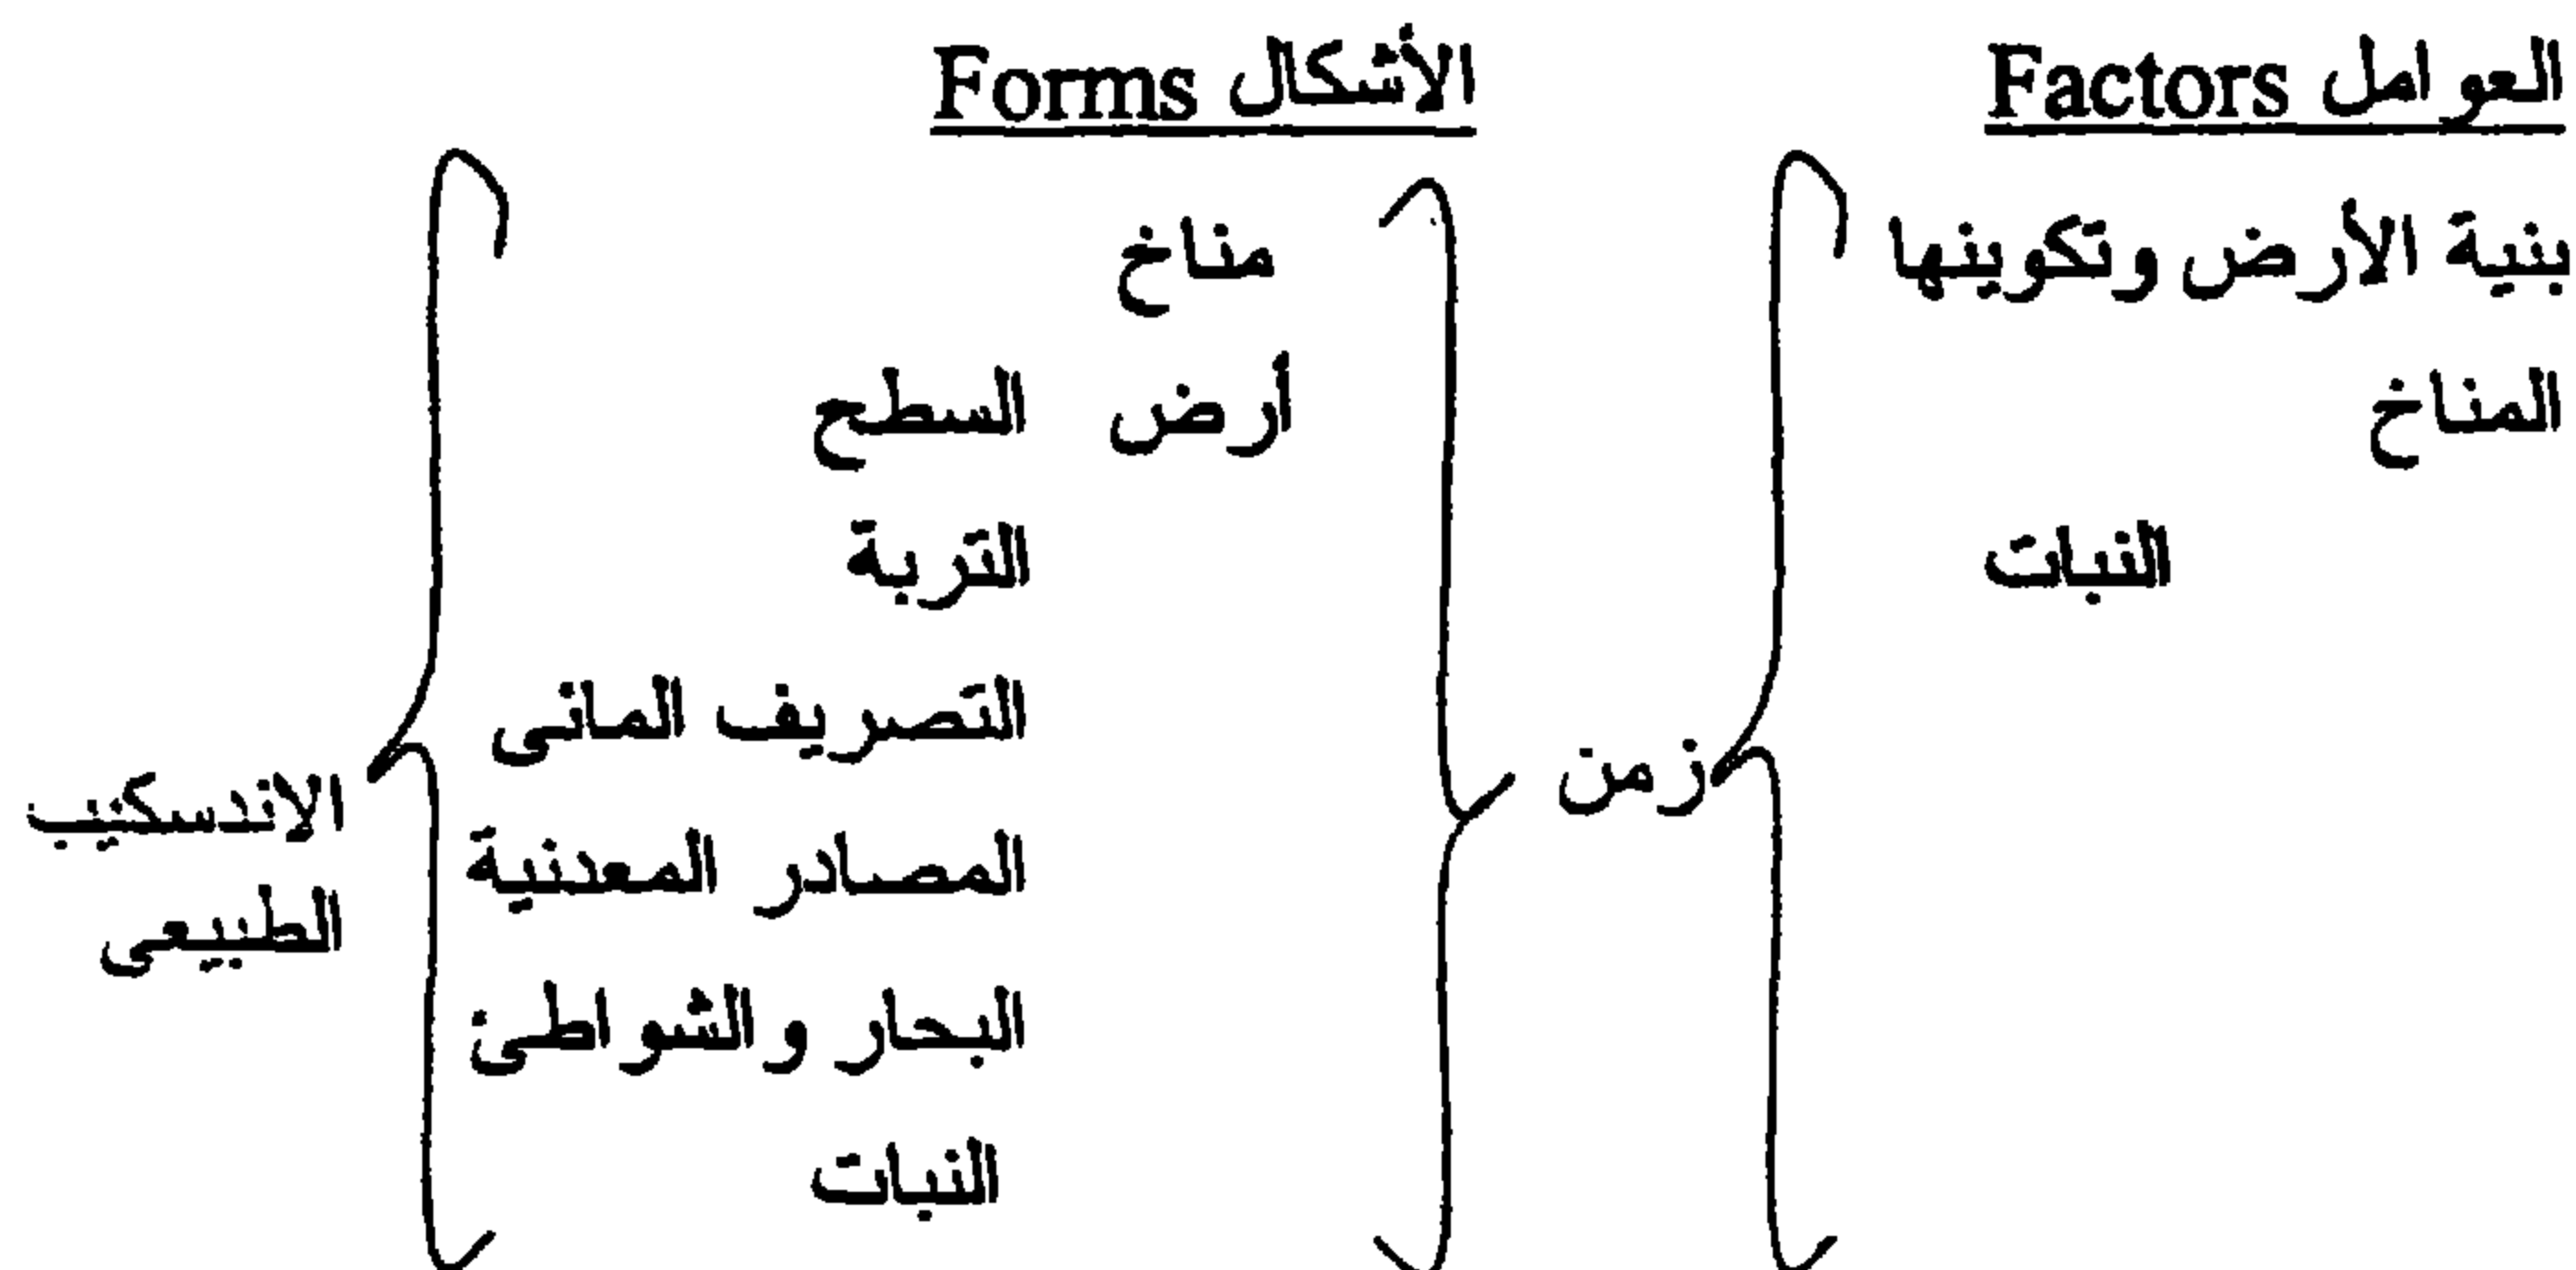 العوامل Factors
الأشكال Forms
بنية الأرض وتكوينها
مناخ
المناخ
أرض السطح
النبات
التربة
زمن
التصريف المائى
المصادر المعدنية
الاندسكيب
الطبيعى
البحار والشواطئ
النبات